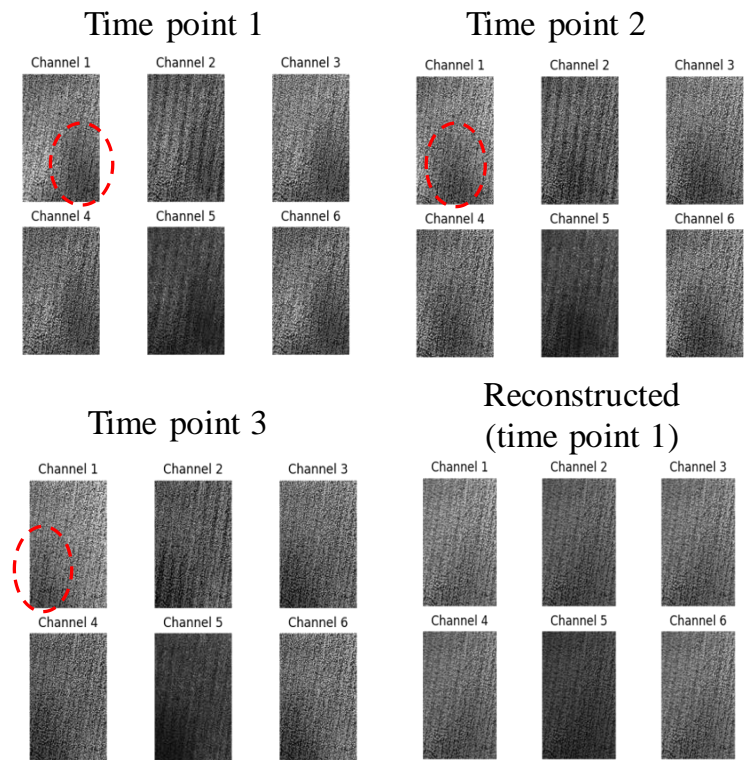 Time point 1
Channel 1
Channel 2
Channel 3
Channel 4
Channel 5
Channel 6
Time point 2
Channel 1
Channel 2
Channel 3
Channel 4
Channel 5
Channel 6
Time point 3
Channel 1
Channel 2
Channel 3
Channel 4
Channel 5
Channel 6
Reconstructed
(time point 1)
Channel 1
Channel 2
Channel 3
Channel 4
Channel 5
Channel 6